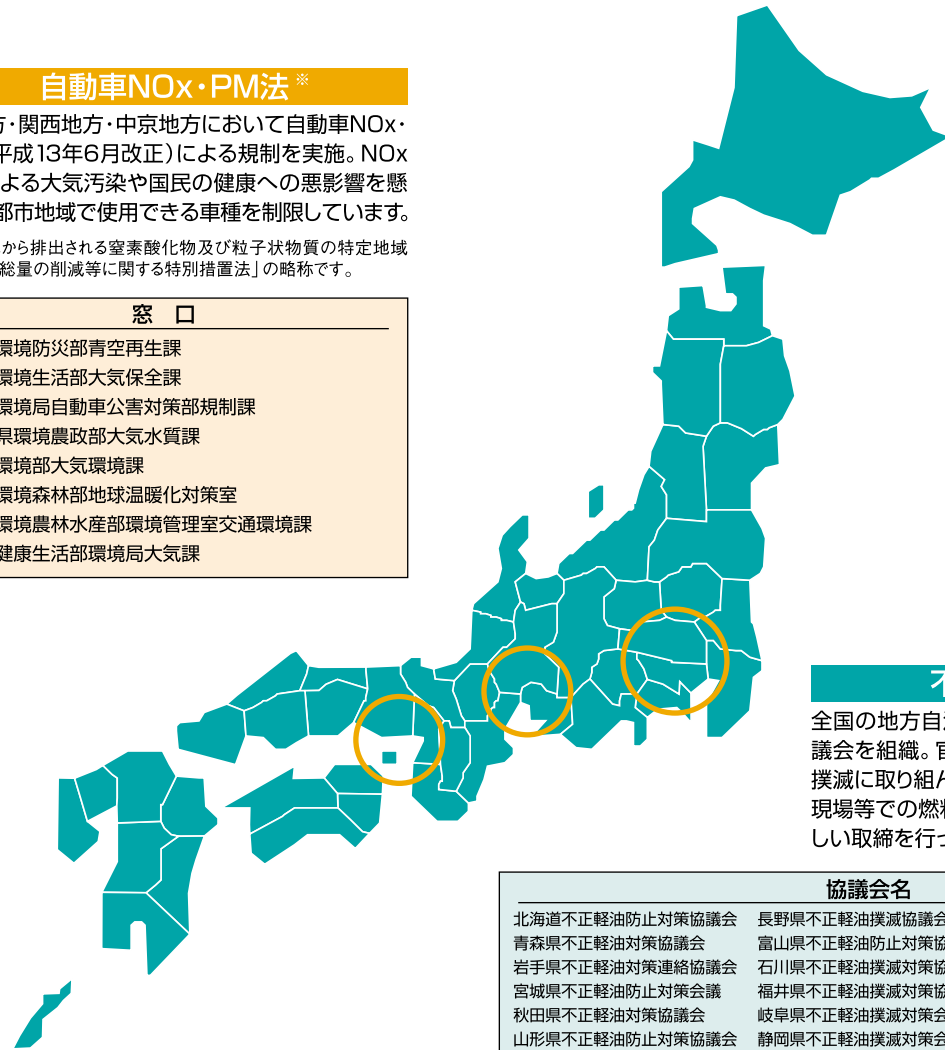 自動車NOx・PM法※
・関西地方・中京地方において自動車NOx・
平成13年6月改正)による規制を実施。NOx
よる大気汚染や国民の健康への悪影響を懸
都市地域で使用できる車種を制限しています。
から排出される窒素酸化物及び粒子状物質の特定地域
総量の削減等に関する特別措置法」の略称です。
窓 口
環境防災部青空再生課
環境生活部大気保全課
環境局自動車公害対策部規制課
県環境農政部大気水質課
環境部大気環境課
環境森林部地球温暖化対策室
環境農林水産部環境管理室交通環境課
健康生活部環境局大気課
不
全国の地方自
議会を組織。
撲滅に取り組
現場等での燃
しい取締を行
協議会名
北海道不正軽油防止対策協議会 長野県不正軽油撲滅協議会
青森県不正軽油対策協議会 富山県不正軽油防止対策
岩手県不正軽油対策連絡協議会 石川県不正軽油撲滅対策
宮城県不正軽油防止対策会議 福井県不正軽油撲滅対策
秋田県不正軽油対策協議会 岐阜県不正軽油撲滅対策会
山形県不正軽油防止対策協議会 静岡県不正軽油撲滅対策会